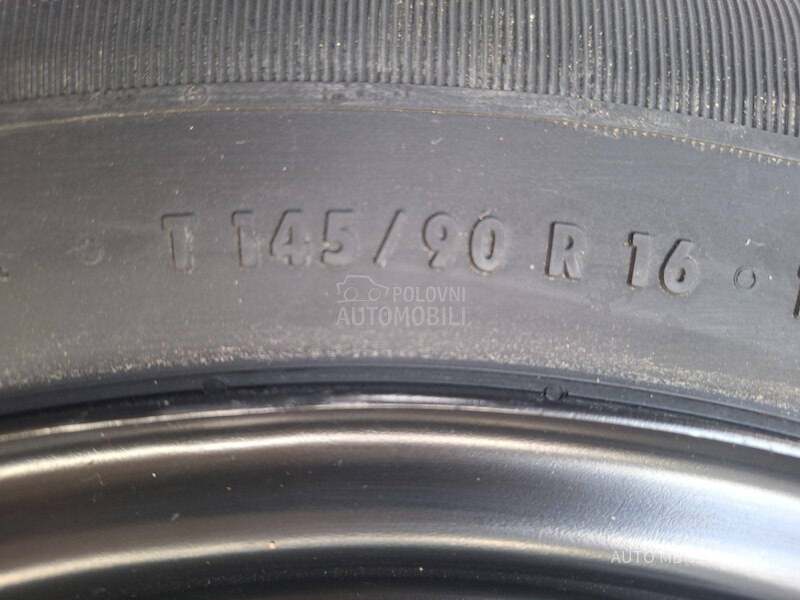 T 145/90 R 16
POLOVNI
AUTOMOBILI